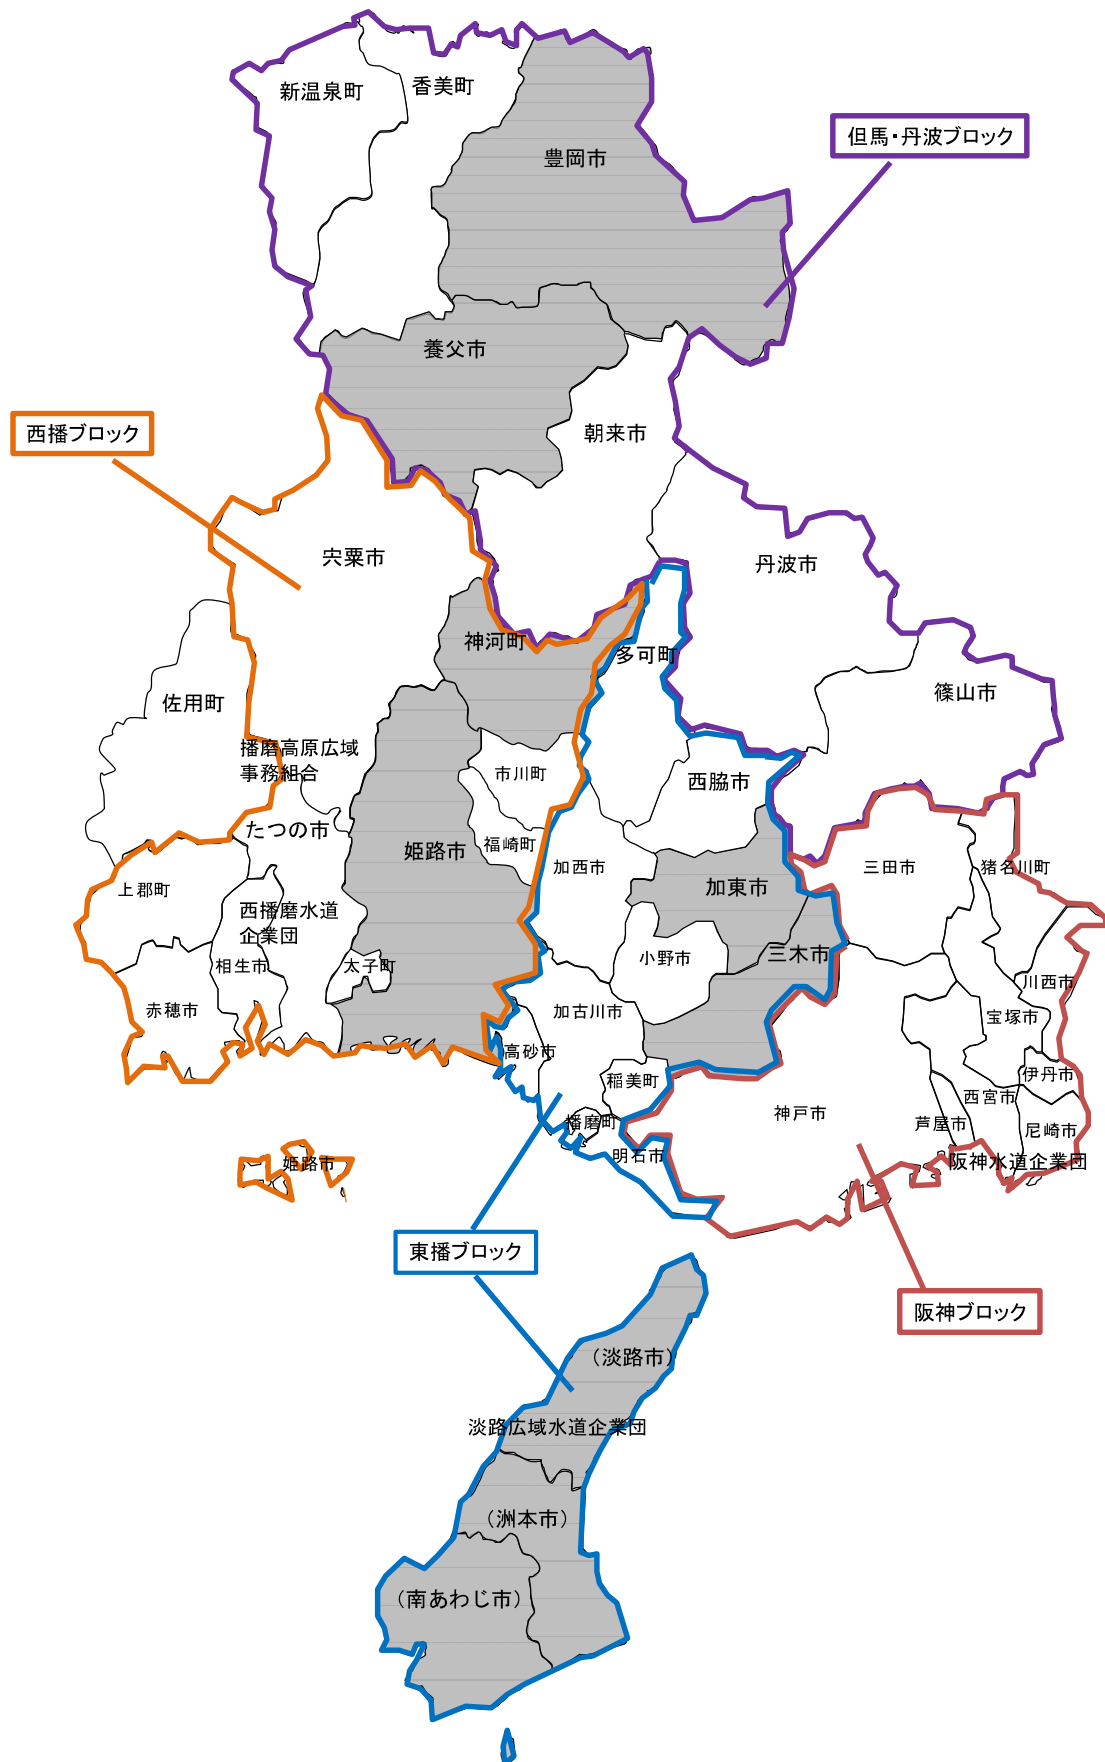 新温泉町
香美町
豊岡市
但馬・丹波ブロック
養父市
朝来市
西播ブロック
宍粟市
丹波市
神河町
多可町
佐用町
篠山市
播磨高原広域
事務組合
市川町
西脇市
たつの市
姫路市
福崎町
加西市
三田市
猪名川町
上郡町
加東市
西播磨水道
企業団
相生市
太子町
小野市
三木市
川西市
赤穂市
加古川市
宝塚市
高砂市
稲美町
伊丹市
神戸市
西宮市
播磨町
芦屋市
尼崎市
姫路市
明石市
阪神水道企業団
東播ブロック
阪神ブロック
（淡路市）
淡路広域水道企業団
（洲本市）
（南あわじ市）